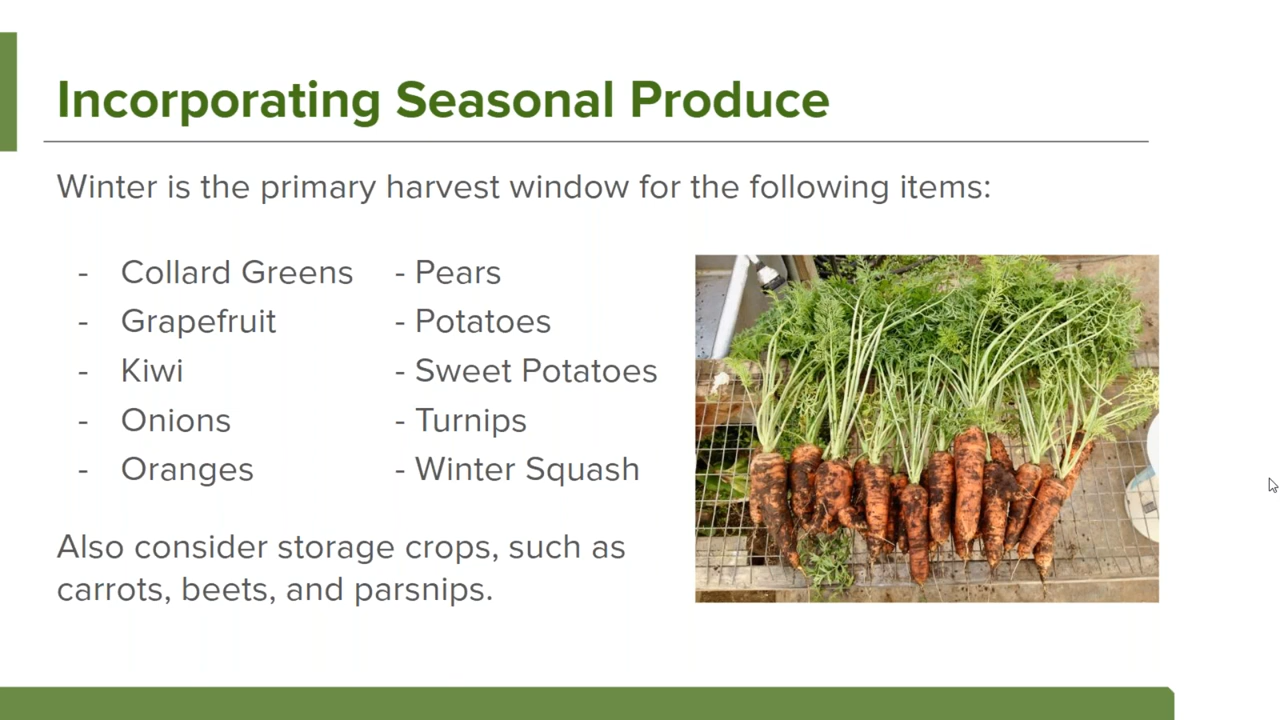 Incorporating Seasonal Produce
Winter is the primary harvest window for the following items:
- Collard Greens
- Grapefruit
- Kiwi
- Onions
- Oranges
- Pears
- Potatoes
- Sweet Potatoes
- Turnips
- Winter Squash
Also consider storage crops, such as
carrots, beets, and parsnips.